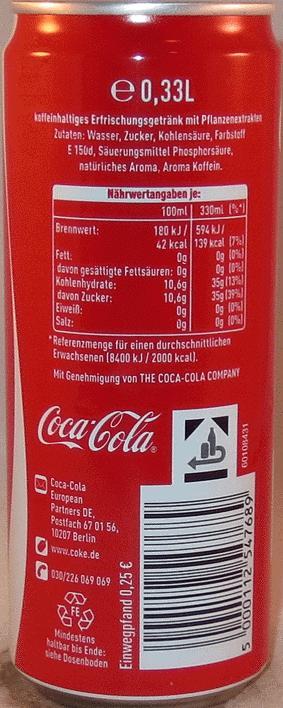 ℮ 0,33L
koffeinhaltiges Erfrischungsgetränk mit Pflanzenextrakten
Zutaten: Wasser, Zucker, Kohlensäure, Farbstoff
E 150d, Säuerungsmittel Phosphorsäure,
natürliches Aroma, Aroma Koffein.
Nährwertangaben je:
100ml 330ml (%*)
Brennwert: 180 kJ / 594 kJ /
42 kcal 139 kcal (7%)
Fett: 0g 0g (0%)
davon gesättigte Fettsäuren: 0g 0g (0%)
Kohlenhydrate: 10,6g 35g (13%)
davon Zucker: 10,6g 35g (39%)
Eiweiß: 0g 0g (0%)
Salz: 0g 0g (0%)
*Referenzmenge für einen durchschnittlichen
Erwachsenen (8400 kJ / 2000 kcal).
Mit Genehmigung von THE COCA-COLA COMPANY
Coca-Cola®
60108431
Coca-Cola
European
Partners DE,
Postfach 67 01 56,
10207 Berlin
www.coke.de
030/226 069 069
FE
Mindestens
haltbar bis Ende:
siehe Dosenboden
Einwegpfand 0,25 €
5 000112 547689